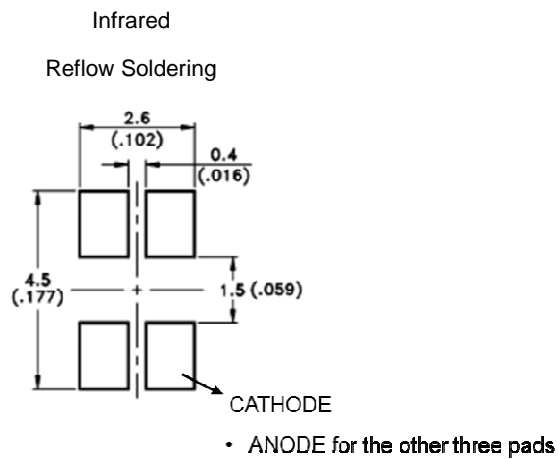 Infrared
Reflow Soldering
2.6
(.102)
0.4
(.016)
4.5
(.177)
1.5 (.059)
CATHODE
• ANODE for the other three pads